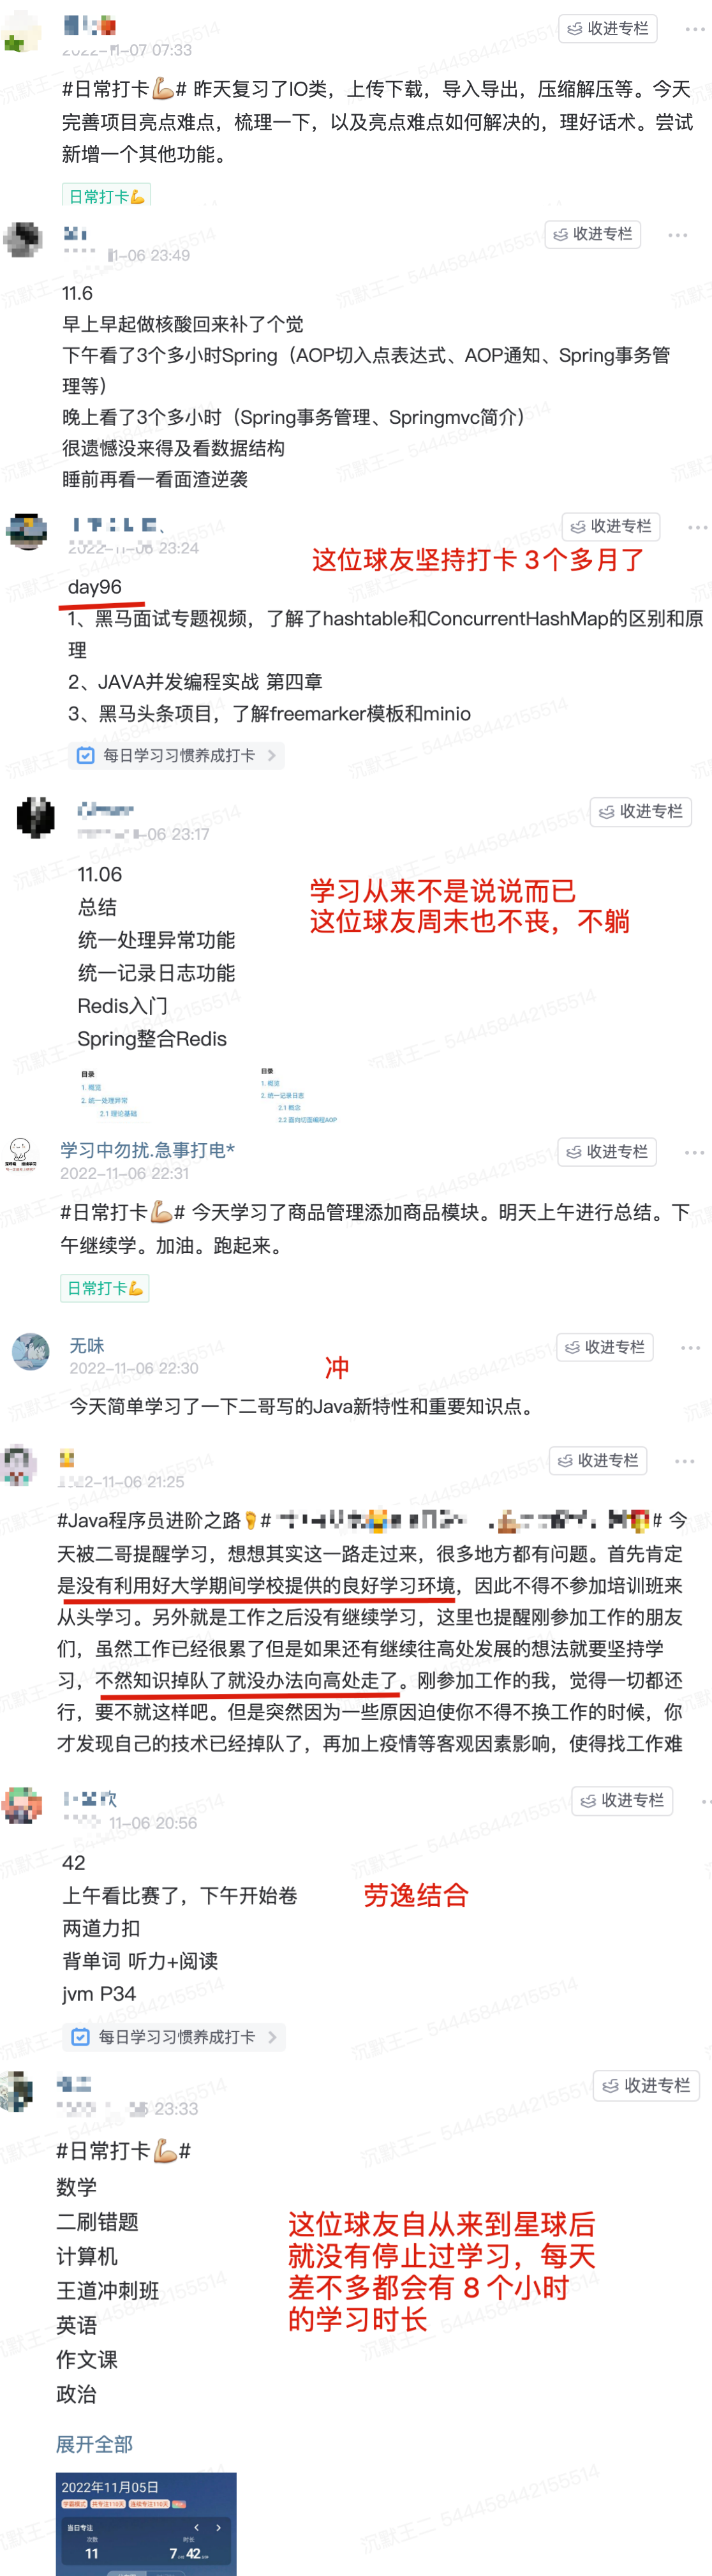 收进专栏
07 07:33
#日常打卡💪# 昨天复习了IO类，上传下载，导入导出，压缩解压等。今天
完善项目亮点难点，梳理一下，以及亮点难点如何解决的，理好话术。尝试
新增一个其他功能。
日常打卡💪
收进专栏
1-06 23:49
11.6
早上早起做核酸回来补了个觉
下午看了3个多小时Spring（AOP切入点表达式、AOP通知、Spring事务管
理等）
晚上看了3个多小时（Spring事务管理、Springmvc简介）
很遗憾没来得及看数据结构
睡前再看一看面渣逆袭
收进专栏
2022-11-06 23:24
这位球友坚持打卡 3 个多月了
day96
1、黑马面试专题视频，了解了hashtable和ConcurrentHashMap的区别和原
理
2、JAVA并发编程实战 第四章
3、黑马头条项目，了解freemarker模板和minio
每日学习习惯养成打卡
收进专栏
-06 23:17
11.06
总结
统一处理异常功能
统一记录日志功能
Redis入门
Spring整合Redis
学习从来不是说说而已
这位球友周末也不丧，不躺
目录
1. 概览
2. 统一处理异常
2.1 理论基础
目录
1. 概览
2. 统一记录日志
2.1 概念
2.2 面向切面编程AOP
学习中勿扰.急事打电*
收进专栏
2022-11-06 22:31
#日常打卡💪# 今天学习了商品管理添加商品模块。明天上午进行总结。下
午继续学。加油。跑起来。
日常打卡💪
无味
收进专栏
2022-11-06 22:30
冲
今天简单学习了一下二哥写的Java新特性和重要知识点。
收进专栏
2-11-06 21:25
#Java程序员进阶之路🦶# # 今
天被二哥提醒学习，想想其实这一路走过来，很多地方都有问题。首先肯定
是没有利用好大学期间学校提供的良好学习环境，因此不得不参加培训班来
从头学习。另外就是工作之后没有继续学习，这里也提醒刚参加工作的朋友
们，虽然工作已经很累了但是如果还有继续往高处发展的想法就要坚持学
习，不然知识掉队了就没办法向高处走了。刚参加工作的我，觉得一切都还
行，要不就这样吧。但是突然因为一些原因迫使你不得不换工作的时候，你
才发现自己的技术已经掉队了，再加上疫情等客观因素影响，使得找工作难
欢
收进专栏
11-06 20:56
42
上午看比赛了，下午开始卷
两道力扣
背单词 听力+阅读
jvm P34
劳逸结合
每日学习习惯养成打卡
收进专栏
23:33
#日常打卡💪#
数学
二刷错题
计算机
王道冲刺班
英语
作文课
政治
这位球友自从来到星球后
就没有停止过学习，每天
差不多都会有 8 个小时
的学习时长
展开全部
2022年11月05日
学霸模式 共专注110天 连续专注110天
当日专注
次数
时长
11
7 42
沉默王二 544458442155514